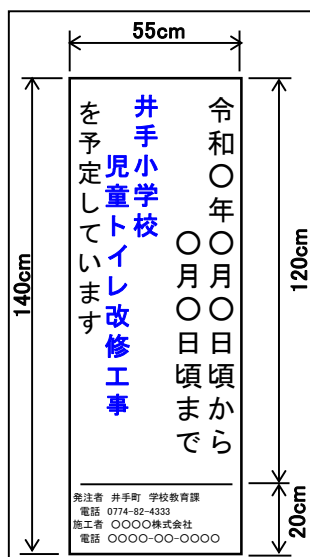 55cm
140cm
120cm
20cm
令和〇年〇月〇日頃から
〇月〇日頃まで
井手小学校
児童トイレ改修工事
を予定しています
発注者 井手町 学校教育課
電話 0774-82-4333
施工者 〇〇〇〇株式会社
電話 〇〇〇〇-〇〇-〇〇〇〇